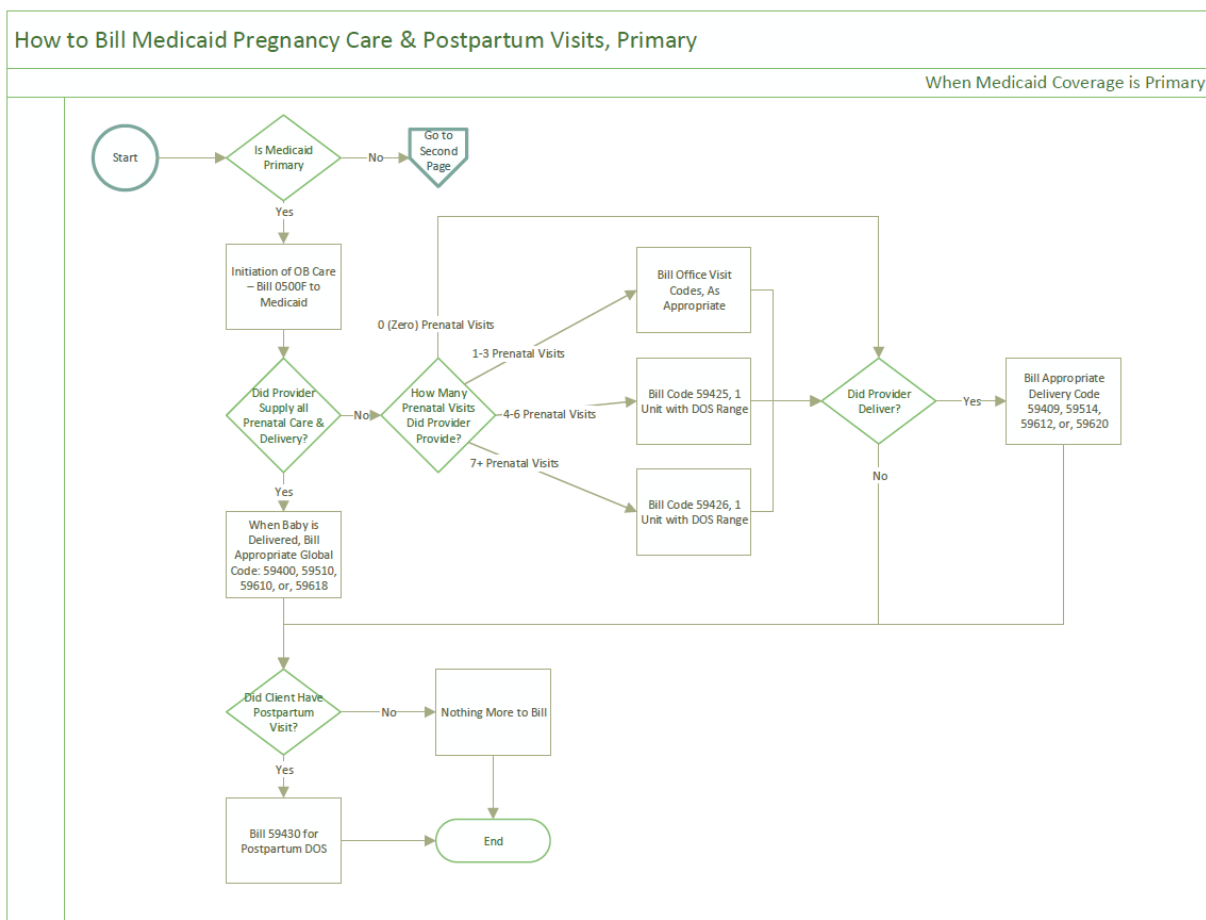 How to Bill Medicaid Pregnancy Care & Postpartum Visits, Primary
When Medicaid Coverage is Primary
Start
Is Medicaid
Primary
No
Go to
Second
Page
Yes
Initiation of OB Care
– Bill 0500F to
Medicaid
0 (Zero) Prenatal Visits
1-3 Prenatal Visits
Bill Office Visit
Codes, As
Appropriate
Did Provider
Supply all
Prenatal Care &
Delivery?
No
How Many
Prenatal Visits
Did Provider
Provide?
4-6 Prenatal Visits
Bill Code 59425, 1
Unit with DOS Range
7+ Prenatal Visits
Bill Code 59426, 1
Unit with DOS Range
Did Provider
Deliver?
Yes
Bill Appropriate
Delivery Code
59409, 59514,
59612, or, 59620
No
Yes
When Baby is
Delivered, Bill
Appropriate Global
Code: 59400, 59510,
59610, or, 59618
Did Client Have
Postpartum
Visit?
No
Nothing More to Bill
Yes
Bill 59430 for
Postpartum DOS
End